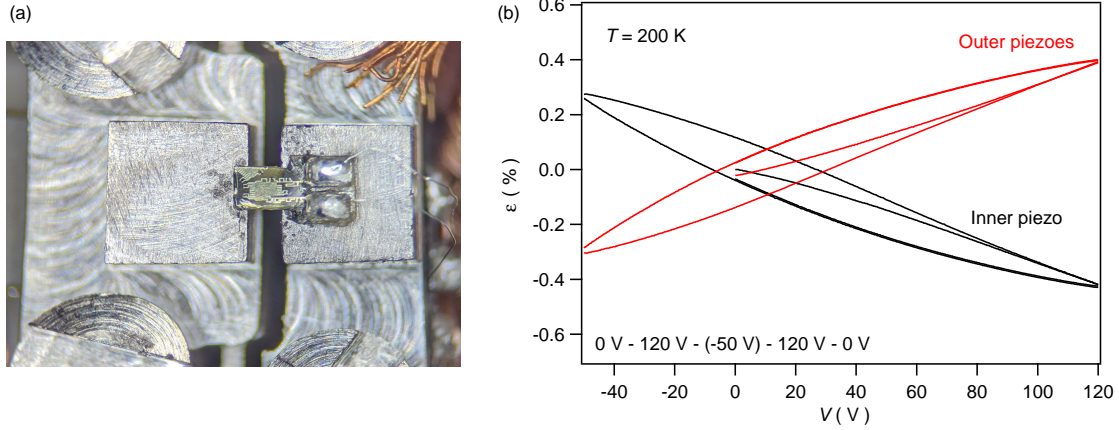 (a)
(b)
0.6
0.4
0.2
0.0
-0.2
-0.4
-0.6
ε ( % )
T = 200 K
Outer piezoes
Inner piezo
0 V - 120 V - (-50 V) - 120 V - 0 V
-40 -20 0 20 40 60 80 100 120
V ( V )